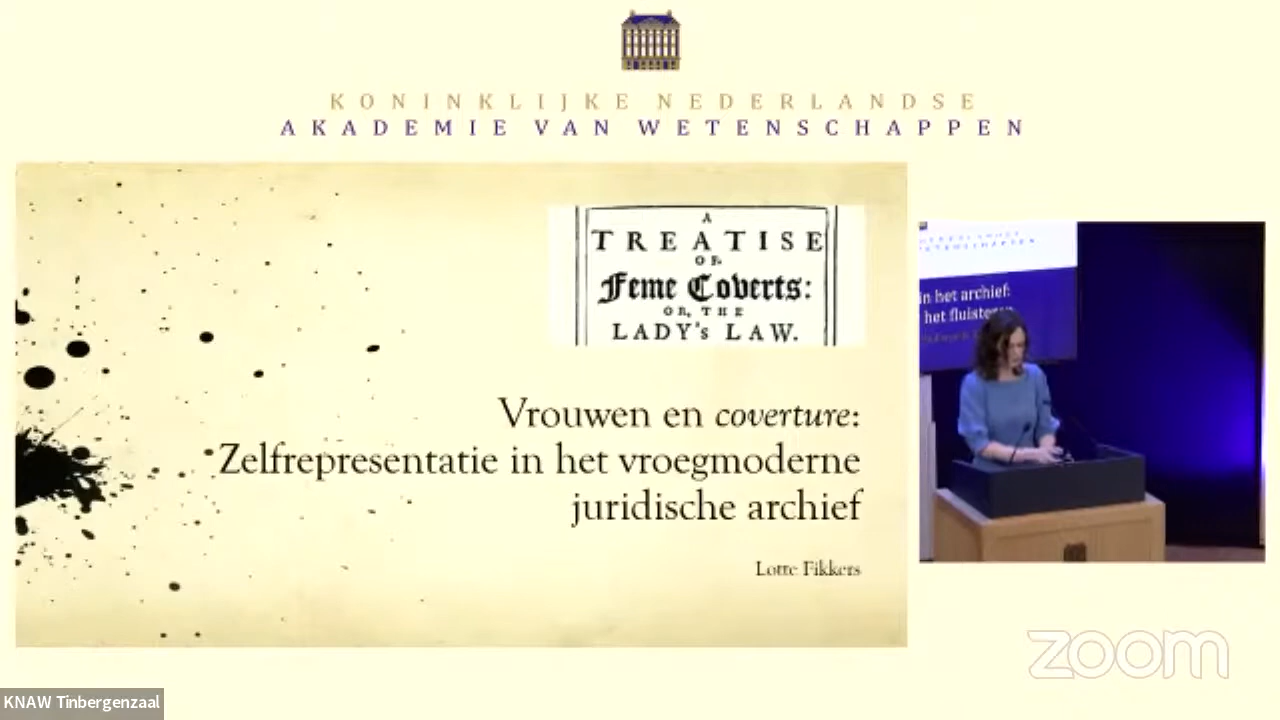 KONINKLIJKE NEDERLANDSE
AKADEMIE VAN WETENSCHAPPEN
A
TREATISE
OF
Feme Coverts:
OR, THE
LADY's LAW.
Vrouwen en coverture:
Zelfrepresentatie in het vroegmoderne
juridische archief
Lotte Fikkers
in het archief:
het
zoom
KNAW Tinbergenzaal